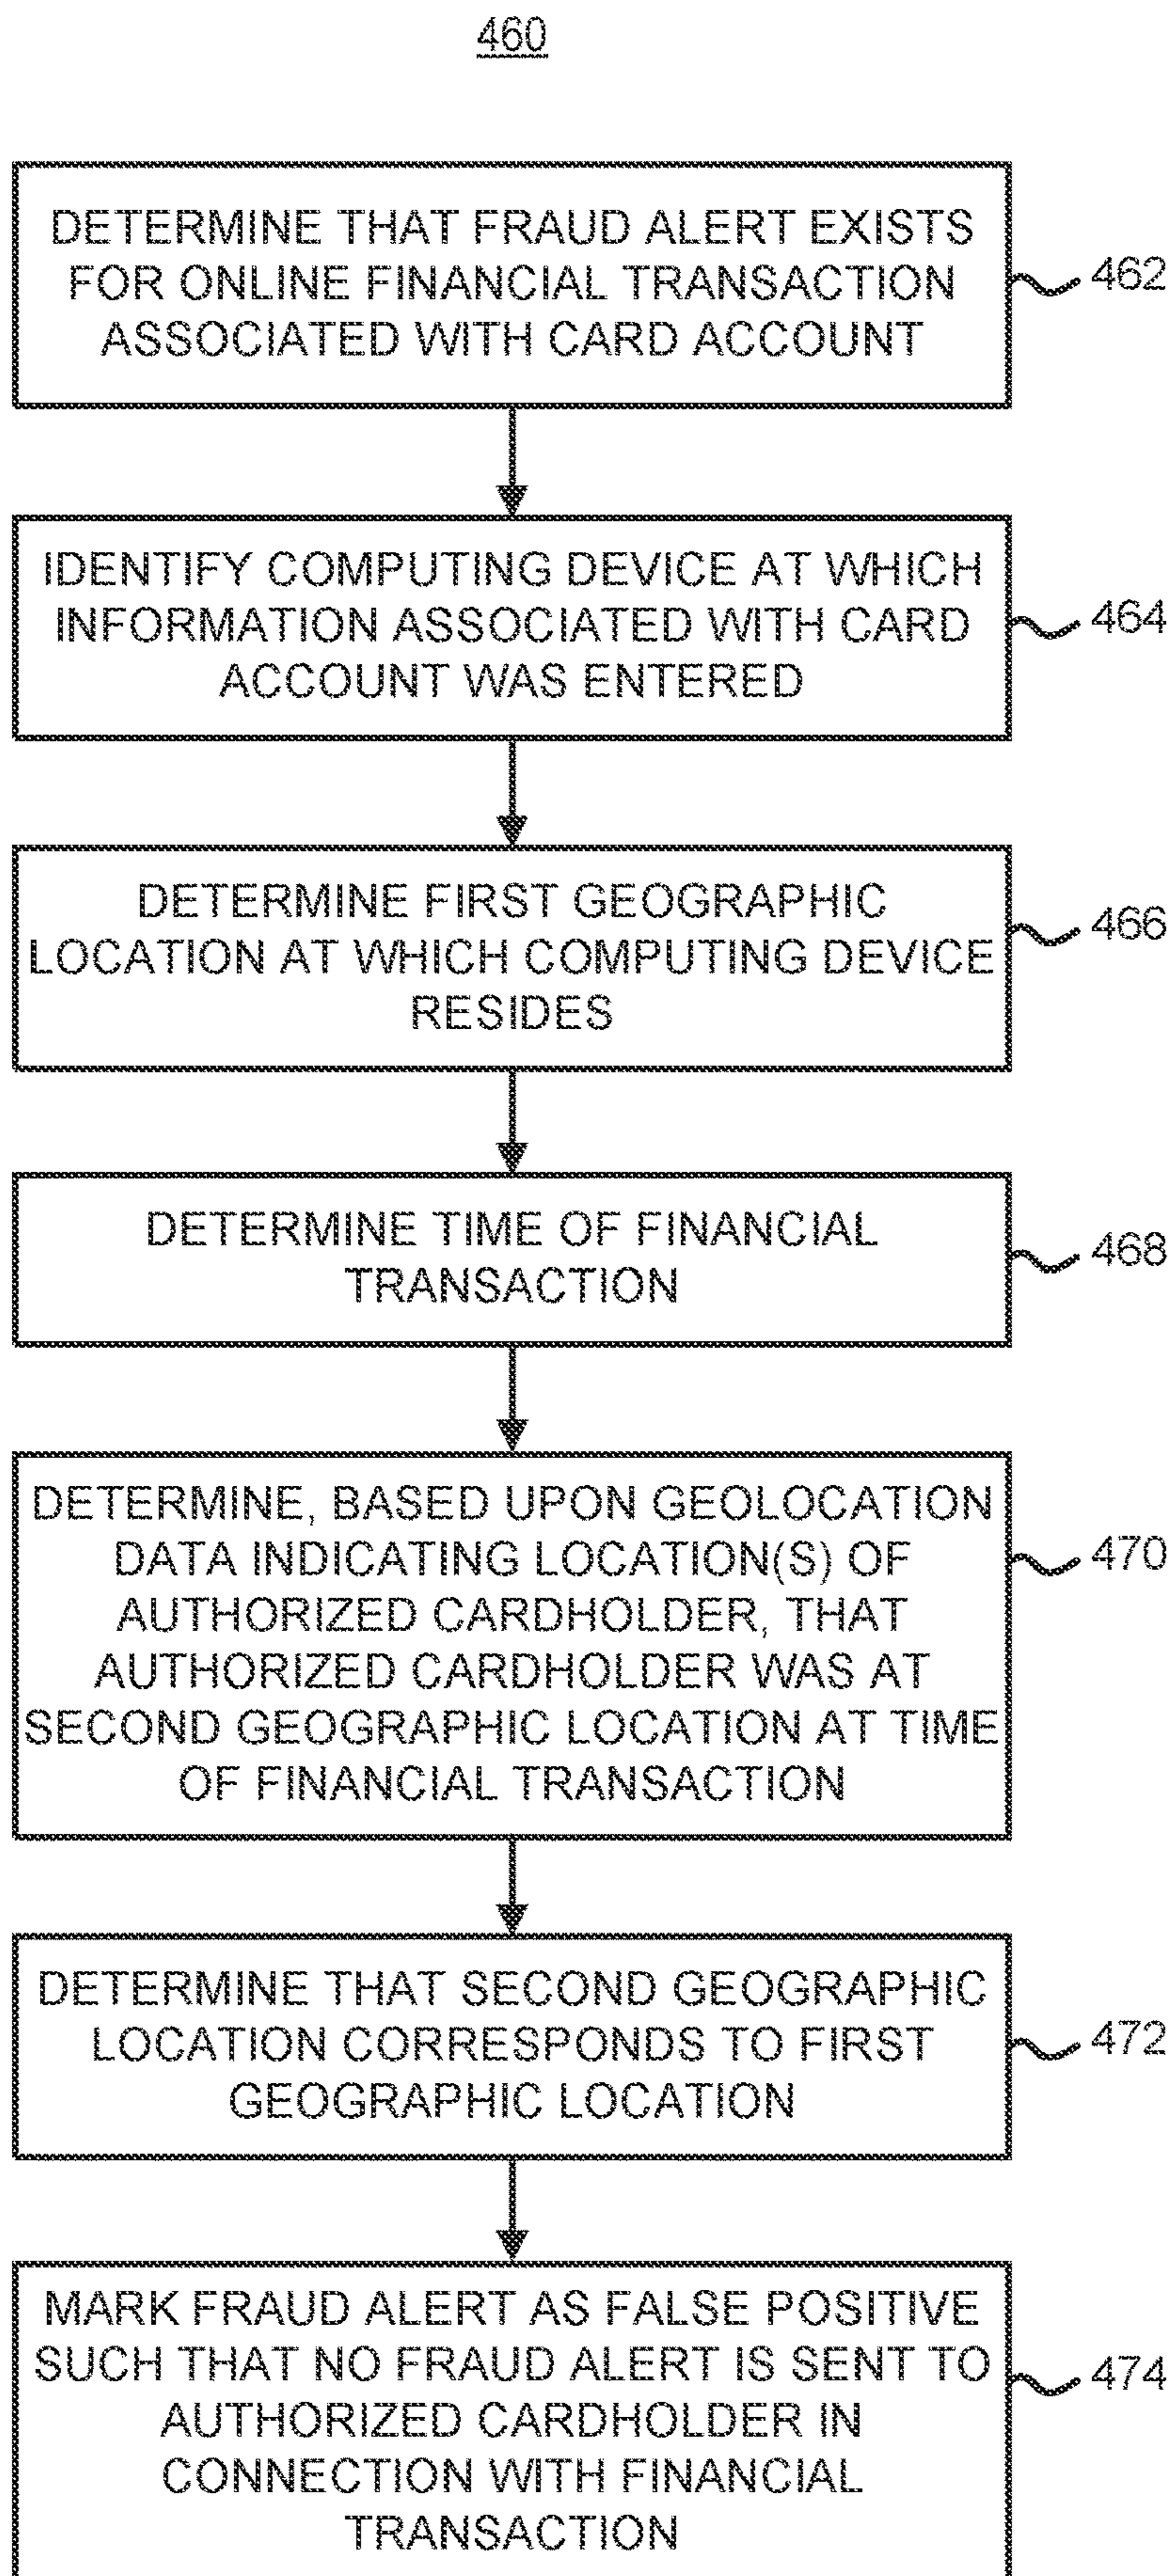 460
DETERMINE THAT FRAUD ALERT EXISTS
FOR ONLINE FINANCIAL TRANSACTION
ASSOCIATED WITH CARD ACCOUNT
462
IDENTIFY COMPUTING DEVICE AT WHICH
INFORMATION ASSOCIATED WITH CARD
ACCOUNT WAS ENTERED
464
DETERMINE FIRST GEOGRAPHIC
LOCATION AT WHICH COMPUTING DEVICE
RESIDES
466
DETERMINE TIME OF FINANCIAL
TRANSACTION
468
DETERMINE, BASED UPON GEOLOCATION
DATA INDICATING LOCATION(S) OF
AUTHORIZED CARDHOLDER, THAT
AUTHORIZED CARDHOLDER WAS AT
SECOND GEOGRAPHIC LOCATION AT TIME
OF FINANCIAL TRANSACTION
470
DETERMINE THAT SECOND GEOGRAPHIC
LOCATION CORRESPONDS TO FIRST
GEOGRAPHIC LOCATION
472
MARK FRAUD ALERT AS FALSE POSITIVE
SUCH THAT NO FRAUD ALERT IS SENT TO
AUTHORIZED CARDHOLDER IN
CONNECTION WITH FINANCIAL
TRANSACTION
474